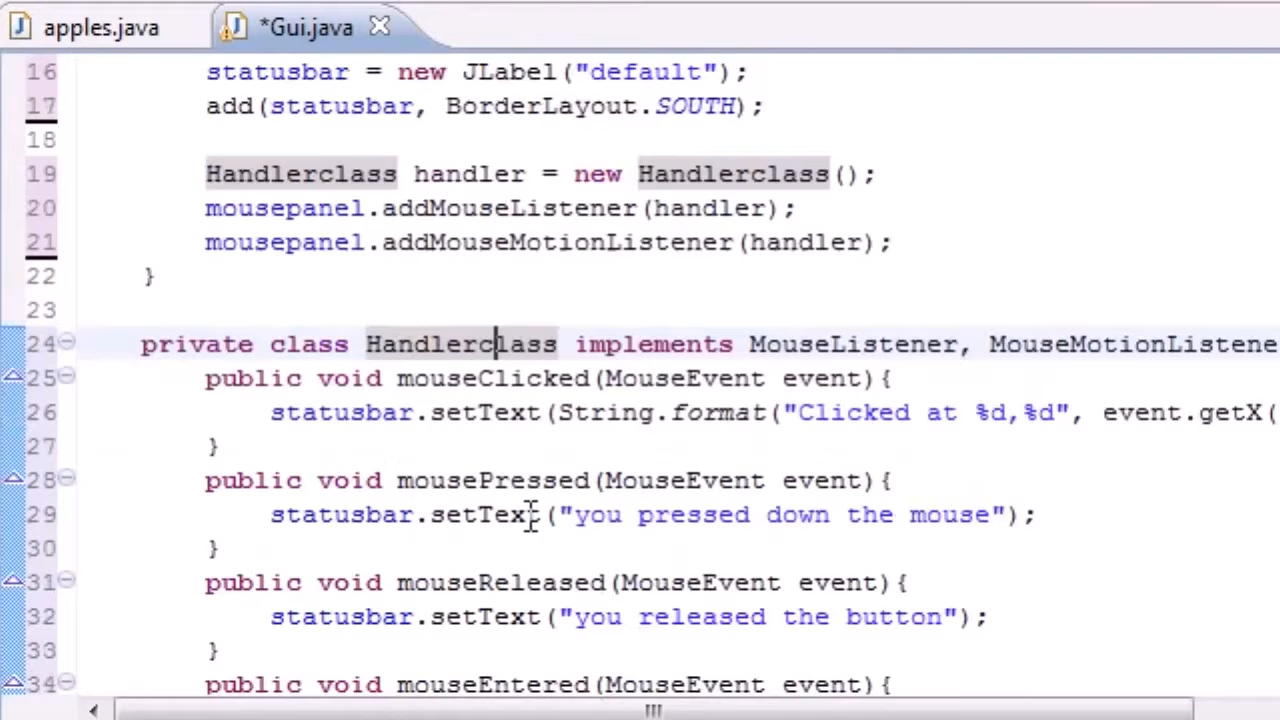 apples.java *Gui.java
16 statusbar = new JLabel("default");
17 add(statusbar, BorderLayout.SOUTH);
18
19 Handlerclass handler = new Handlerclass();
20 mousepanel.addMouseListener(handler);
21 mousepanel.addMouseMotionListener(handler);
22 }
23
24 private class Handlerclass implements MouseListener, MouseMotionListene
25 public void mouseClicked(MouseEvent event){
26 statusbar.setText(String.format("Clicked at %d,%d", event.getX(
27 }
28 public void mousePressed(MouseEvent event){
29 statusbar.setText("you pressed down the mouse");
30 }
31 public void mouseReleased(MouseEvent event){
32 statusbar.setText("you released the button");
33 }
34 public void mouseEntered(MouseEvent event){